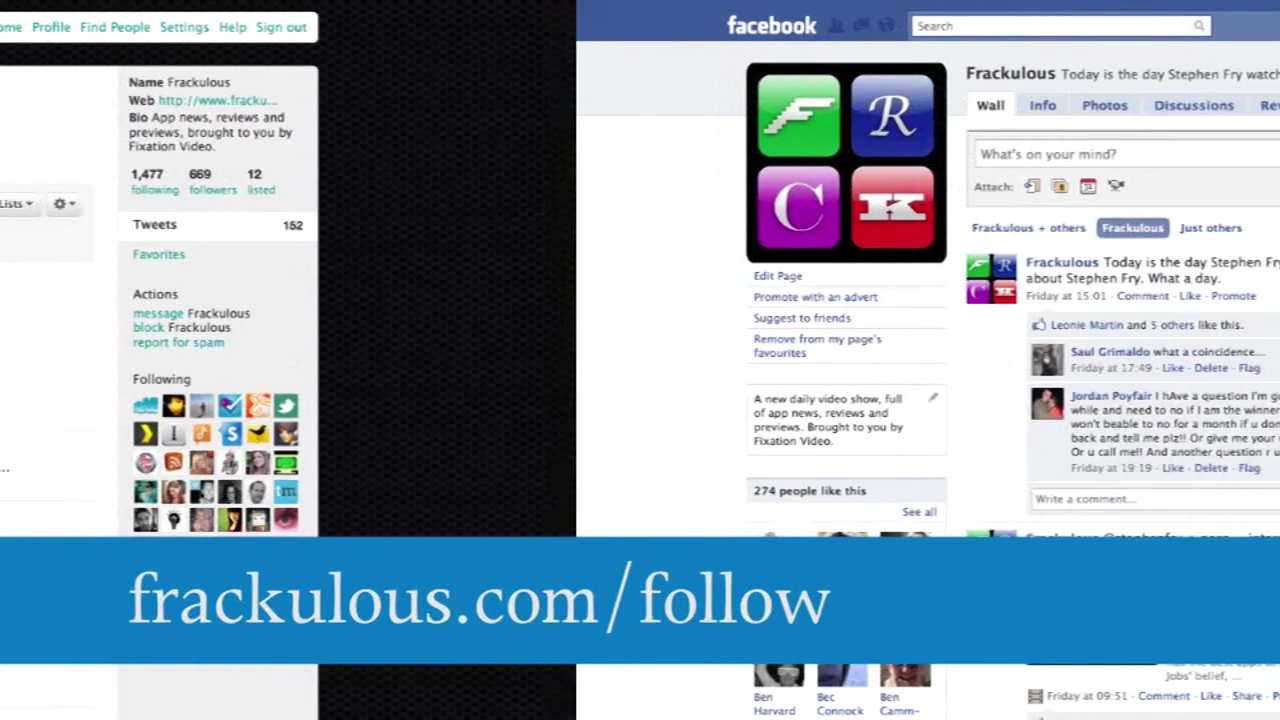 Profile Find People Settings Help Sign out
Name Frackulous
Web http://www.fracku...
Bio App news, reviews and
previews, brought to you by
Fixation Video.
1,477 669 12
following followers listed
Lists
Tweets 152
Favorites
Actions
message Frackulous
block Frackulous
report for spam
Following
facebook
Search
F R
C K
Edit Page
Promote with an advert
Suggest to friends
Remove from my page's
favourites
A new daily video show, full
of app news, reviews and
previews. Brought to you by
Fixation Video.
274 people like this
See all
Ben
Harvard
Bec
Connock
Ben
Camm-
Frackulous Today is the day Stephen Fry watch
Wall Info Photos Discussions Re
What's on your mind?
Attach:
Frackulous + others Frackulous Just others
Frackulous Today is the day Stephen Fry
about Stephen Fry. What a day.
Friday at 15:01 · Comment · Like · Promote
Leonie Martin and 5 others like this.
Saul Grimaldo what a coincidence...
Friday at 17:49 · Like · Delete · Flag
Jordan Poyfair I hAve a question I'm g
while and need to no if I am the winner
won't beable to no for a month if u don
back and tell me plz!! Or give me your
Or u call me!! And another question r u
Friday at 19:19 · Like · Delete · Flag
Write a comment...
Jobs' belief, ...
Friday at 09:51 · Comment · Like · Share · P
frackulous.com/follow